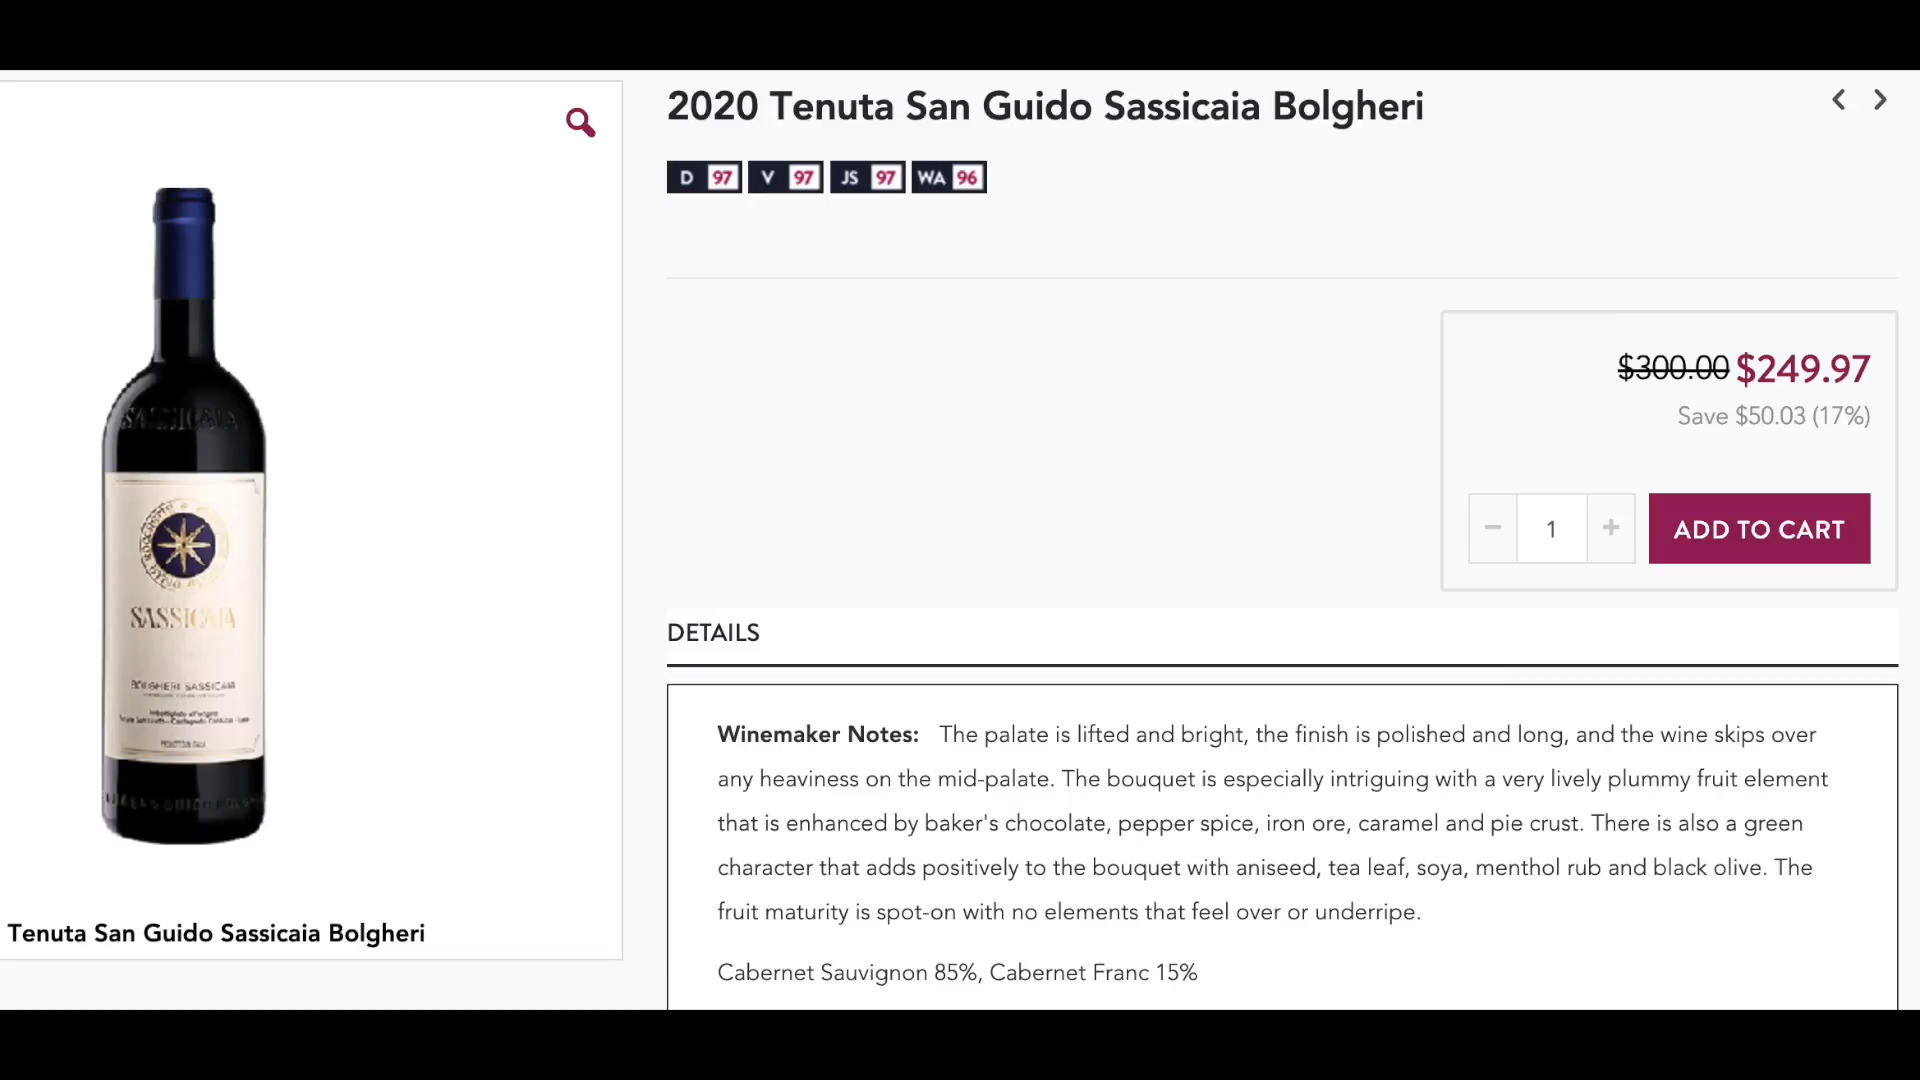 2020 Tenuta San Guido Sassicaia Bolgheri
D 97 V 97 JS 97 WA 96
$300.00 $249.97
Save $50.03 (17%)
− 1 + ADD TO CART
SASSICAIA
SASSICAIA
BOLGHERI SASSICAIA
Tenuta San Guido Sassicaia Bolgheri
DETAILS
Winemaker Notes: The palate is lifted and bright, the finish is polished and long, and the wine skips over
any heaviness on the mid-palate. The bouquet is especially intriguing with a very lively plummy fruit element
that is enhanced by baker's chocolate, pepper spice, iron ore, caramel and pie crust. There is also a green
character that adds positively to the bouquet with aniseed, tea leaf, soya, menthol rub and black olive. The
fruit maturity is spot-on with no elements that feel over or underripe.
Cabernet Sauvignon 85%, Cabernet Franc 15%